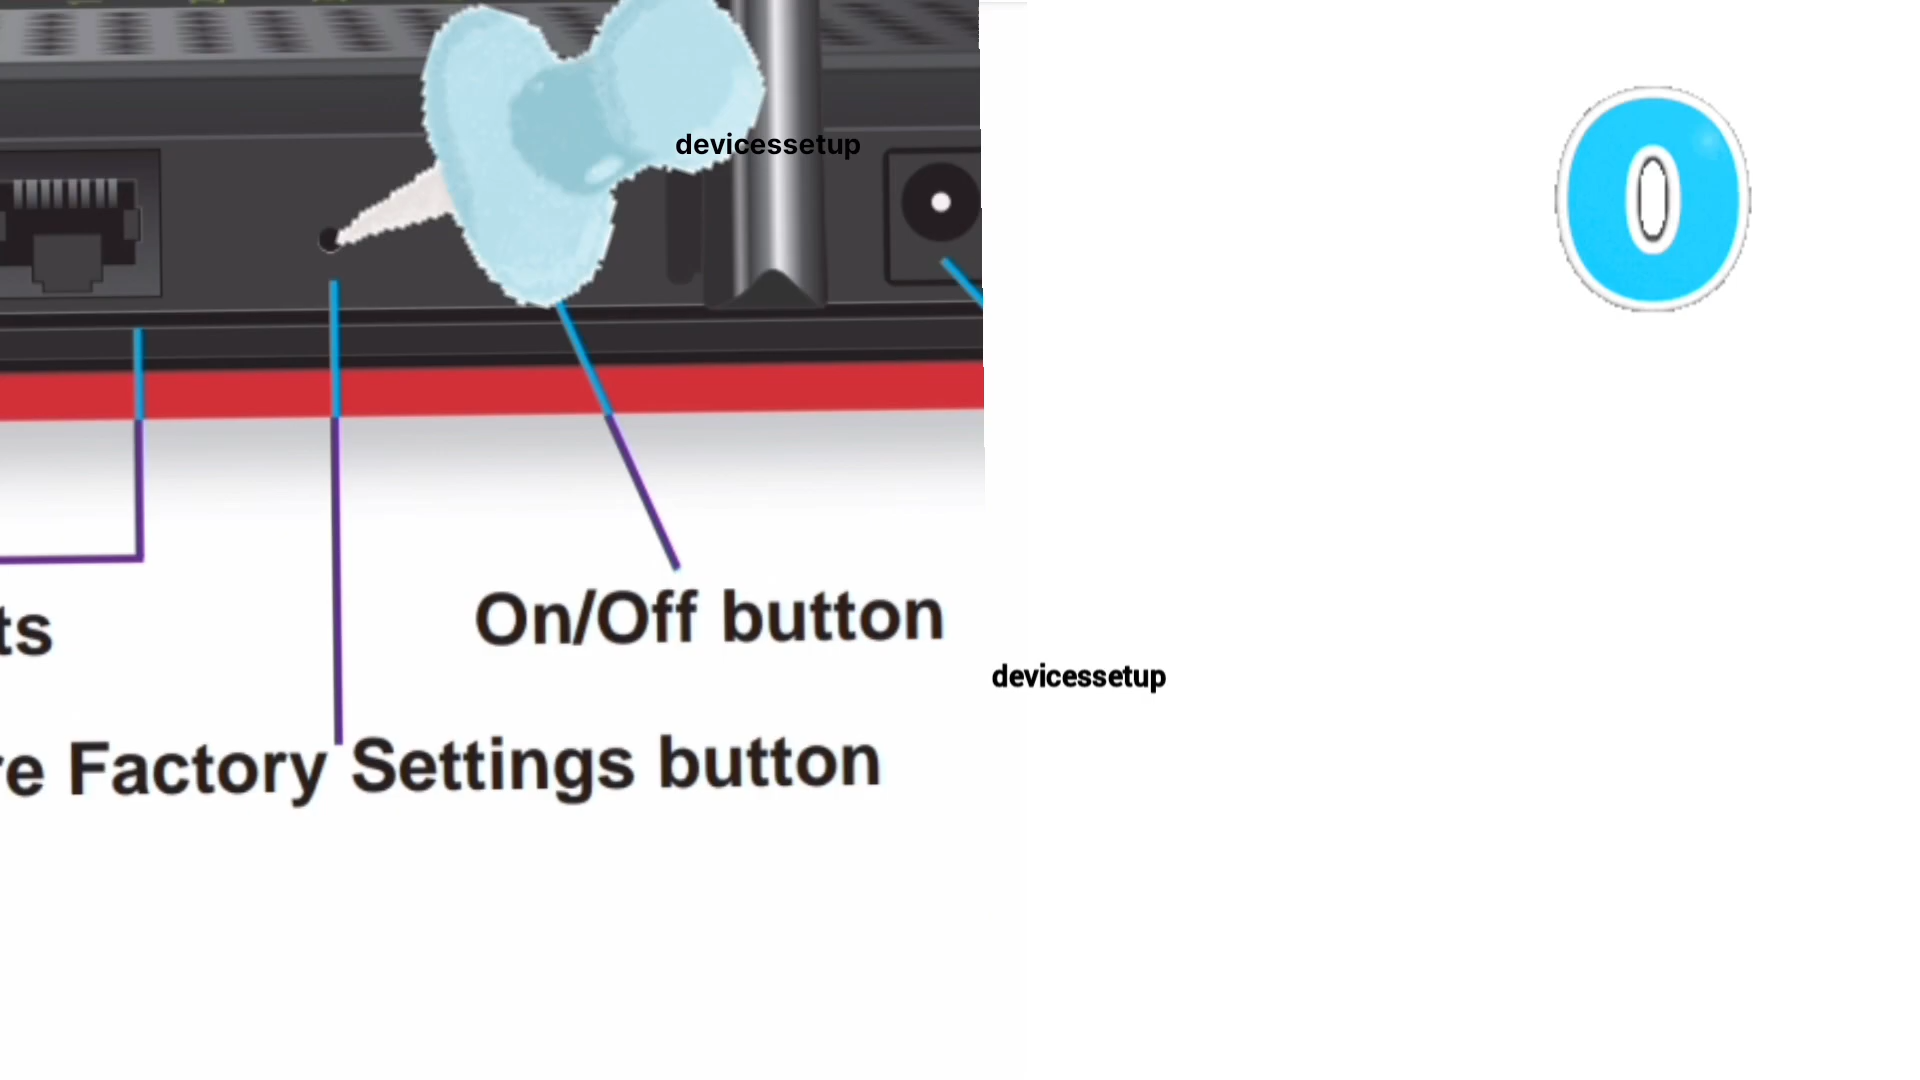 devicessetup
0
ts
On/Off button
devicessetup
re Factory Settings button